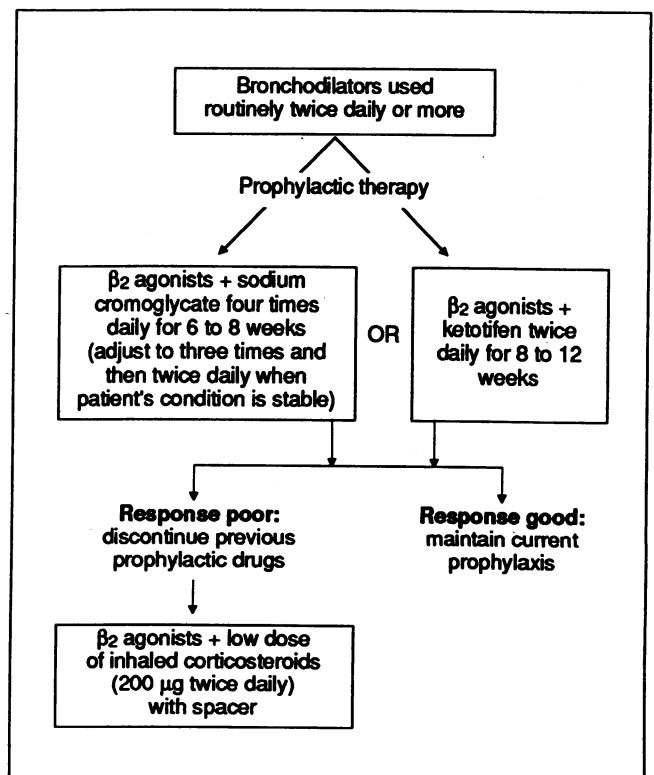 Bronchodilators used
routinely twice daily or more
Prophylactic therapy
β2 agonists + sodium
cromoglycate four times
daily for 6 to 8 weeks
(adjust to three times and
then twice daily when
patient's condition is stable)
OR
β2 agonists +
ketotifen twice
daily for 8 to 12
weeks
Response poor:
discontinue previous
prophylactic drugs
Response good:
maintain current
prophylaxis
β2 agonists + low dose
of inhaled corticosteroids
(200 µg twice daily)
with spacer